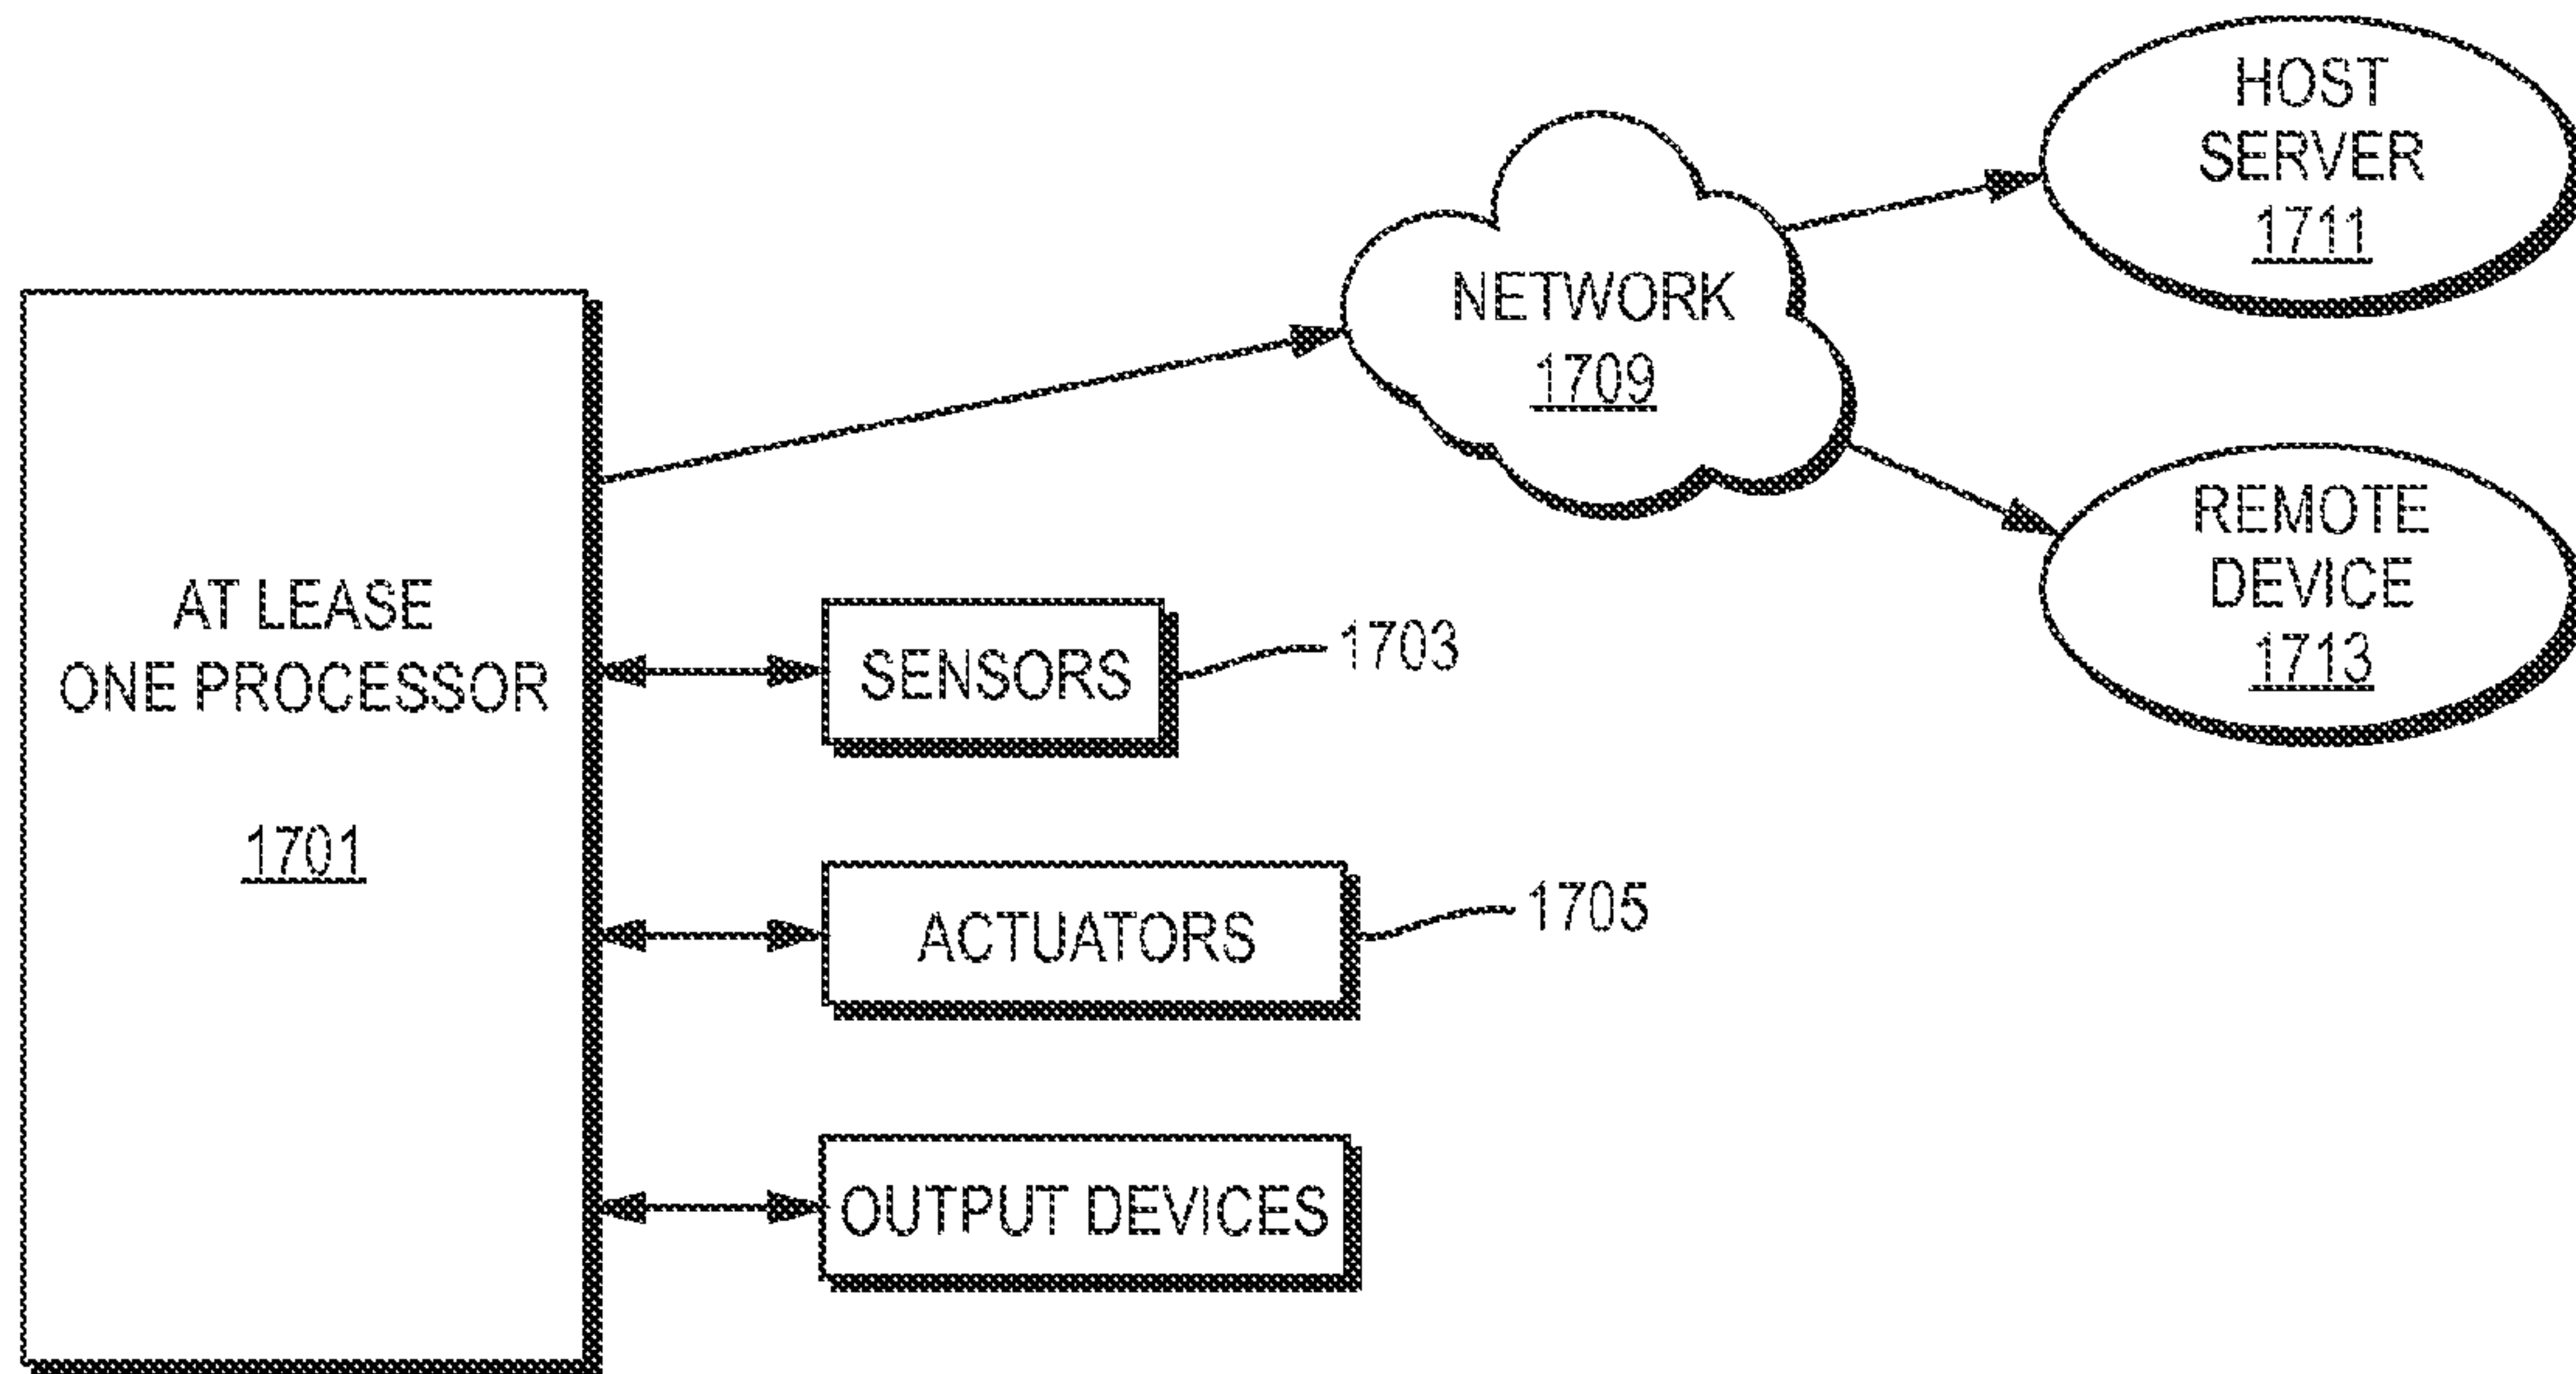 HOST
SERVER
1711
NETWORK
1709
REMOTE
DEVICE
1713
AT LEASE
ONE PROCESSOR
1701
SENSORS
1703
ACTUATORS
1705
OUTPUT DEVICES